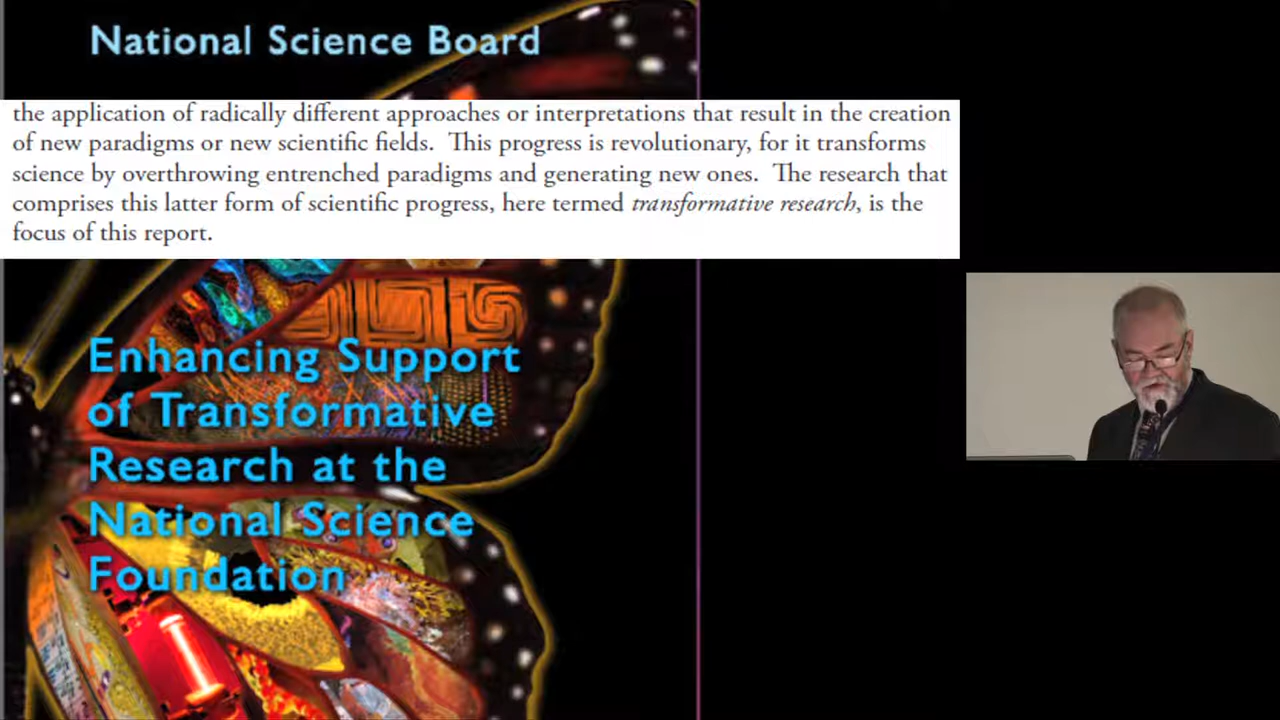 National Science Board
the application of radically different approaches or interpretations that result in the creation
of new paradigms or new scientific fields. This progress is revolutionary, for it transforms
science by overthrowing entrenched paradigms and generating new ones. The research that
comprises this latter form of scientific progress, here termed transformative research, is the
focus of this report.
Enhancing Support
of Transformative
Research at the
National Science
Foundation